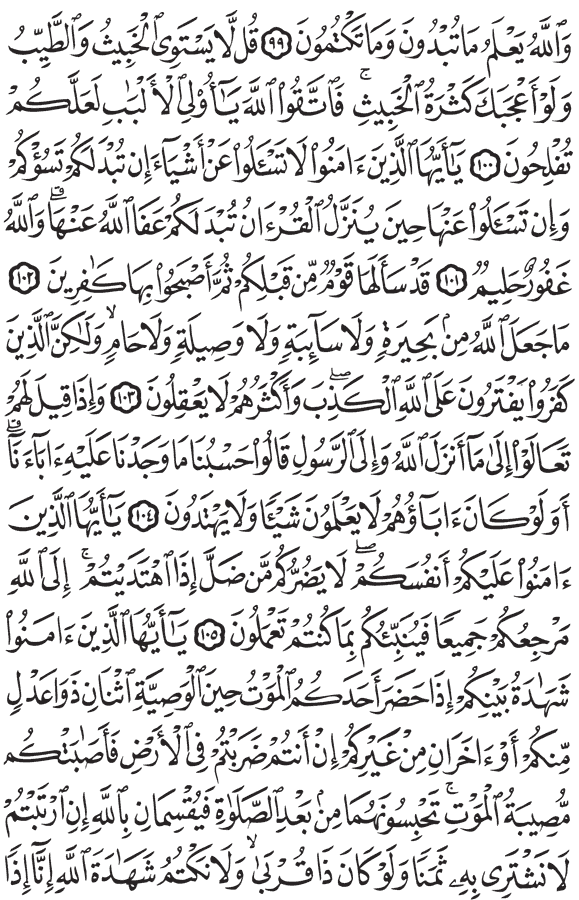 وَٱللَّهُ يَعْلَمُ مَا تُبْدُونَ وَمَا تَكْتُمُونَ ٩٩ قُل لَّا يَسْتَوِى ٱلْخَبِيثُ وَٱلطَّيِّبُ
وَلَوْ أَعْجَبَكَ كَثْرَةُ ٱلْخَبِيثِ ۚ فَٱتَّقُوا۟ ٱللَّهَ يَـٰٓأُو۟لِى ٱلْأَلْبَـٰبِ لَعَلَّكُمْ
تُفْلِحُونَ ١٠٠ يَـٰٓأَيُّهَا ٱلَّذِينَ ءَامَنُوا۟ لَا تَسْـَٔلُوا۟ عَنْ أَشْيَآءَ إِن تُبْدَ لَكُمْ تَسُؤْكُمْ
وَإِن تَسْـَٔلُوا۟ عَنْهَا حِينَ يُنَزَّلُ ٱلْقُرْءَانُ تُبْدَ لَكُمْ عَفَا ٱللَّهُ عَنْهَا ۗ وَٱللَّهُ
غَفُورٌ حَلِيمٌ ١٠١ قَدْ سَأَلَهَا قَوْمٌ مِّن قَبْلِكُمْ ثُمَّ أَصْبَحُوا۟ بِهَا كَـٰفِرِينَ ١٠٢
مَا جَعَلَ ٱللَّهُ مِنۢ بَحِيرَةٍ وَلَا سَآئِبَةٍ وَلَا وَصِيلَةٍ وَلَا حَامٍ ۙ وَلَـٰكِنَّ ٱلَّذِينَ
كَفَرُوا۟ يَفْتَرُونَ عَلَى ٱللَّهِ ٱلْكَذِبَ ۖ وَأَكْثَرُهُمْ لَا يَعْقِلُونَ ١٠٣ وَإِذَا قِيلَ لَهُمْ
تَعَالَوْا۟ إِلَىٰ مَآ أَنزَلَ ٱللَّهُ وَإِلَى ٱلرَّسُولِ قَالُوا۟ حَسْبُنَا مَا وَجَدْنَا عَلَيْهِ ءَابَآءَنَآ ۚ
أَوَلَوْ كَانَ ءَابَآؤُهُمْ لَا يَعْلَمُونَ شَيْـًٔا وَلَا يَهْتَدُونَ ١٠٤ يَـٰٓأَيُّهَا ٱلَّذِينَ
ءَامَنُوا۟ عَلَيْكُمْ أَنفُسَكُمْ ۖ لَا يَضُرُّكُم مَّن ضَلَّ إِذَا ٱهْتَدَيْتُمْ ۚ إِلَى ٱللَّهِ
مَرْجِعُكُمْ جَمِيعًا فَيُنَبِّئُكُم بِمَا كُنتُمْ تَعْمَلُونَ ١٠٥ يَـٰٓأَيُّهَا ٱلَّذِينَ ءَامَنُوا۟
شَهَـٰدَةُ بَيْنِكُمْ إِذَا حَضَرَ أَحَدَكُمُ ٱلْمَوْتُ حِينَ ٱلْوَصِيَّةِ ٱثْنَانِ ذَوَا عَدْلٍ
مِّنكُمْ أَوْ ءَاخَرَانِ مِنْ غَيْرِكُمْ إِنْ أَنتُمْ ضَرَبْتُمْ فِى ٱلْأَرْضِ فَأَصَـٰبَتْكُم
مُّصِيبَةُ ٱلْمَوْتِ ۚ تَحْبِسُونَهُمَا مِنۢ بَعْدِ ٱلصَّلَوٰةِ فَيُقْسِمَانِ بِٱللَّهِ إِنِ ٱرْتَبْتُمْ
لَا نَشْتَرِى بِهِۦ ثَمَنًا وَلَوْ كَانَ ذَا قُرْبَىٰ ۙ وَلَا نَكْتُمُ شَهَـٰدَةَ ٱللَّهِ إِنَّآ إِذًا